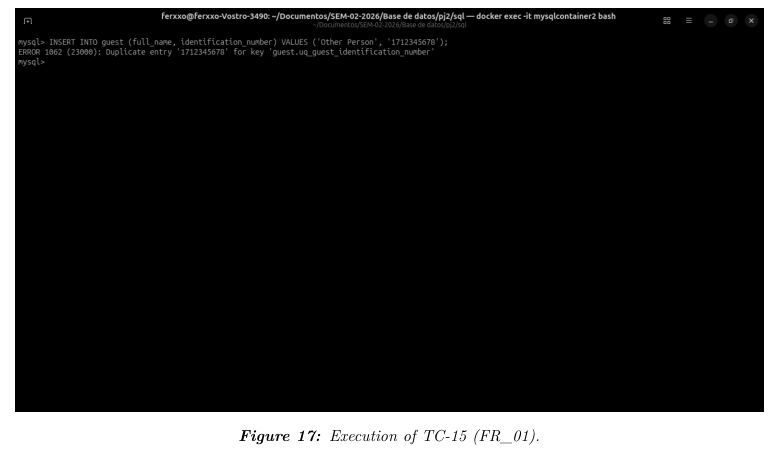 ferxxo@ferxxo-Vostro-3490: ~/Documentos/SEM-02-2026/Base de datos/pj2/sql — docker exec -it mysqlcontainer2 bash
~/Documentos/SEM-02-2026/Base de datos/pj2/sql
mysql> INSERT INTO guest (full_name, identification_number) VALUES ('Other Person', '1712345678');
ERROR 1062 (23000): Duplicate entry '1712345678' for key 'guest.uq_guest_identification_number'
mysql>
Figure 17: Execution of TC-15 (FR_01).